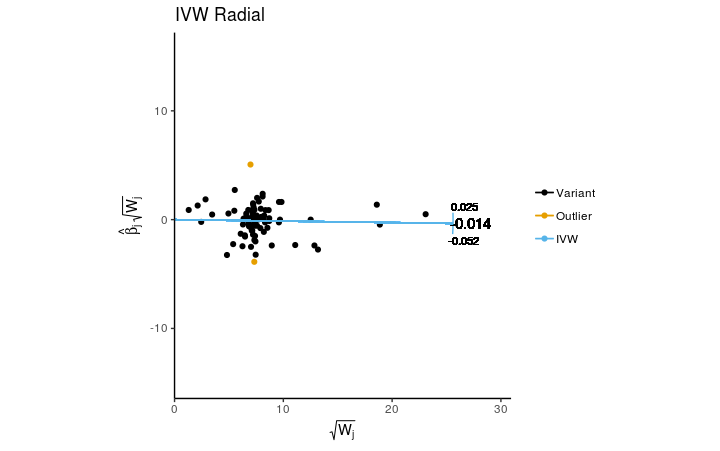 IVW Radial
10
0
-10
β̂j√Wj
0.025
-0.014
-0.052
Variant
Outlier
IVW
0 10 20 30
√Wj